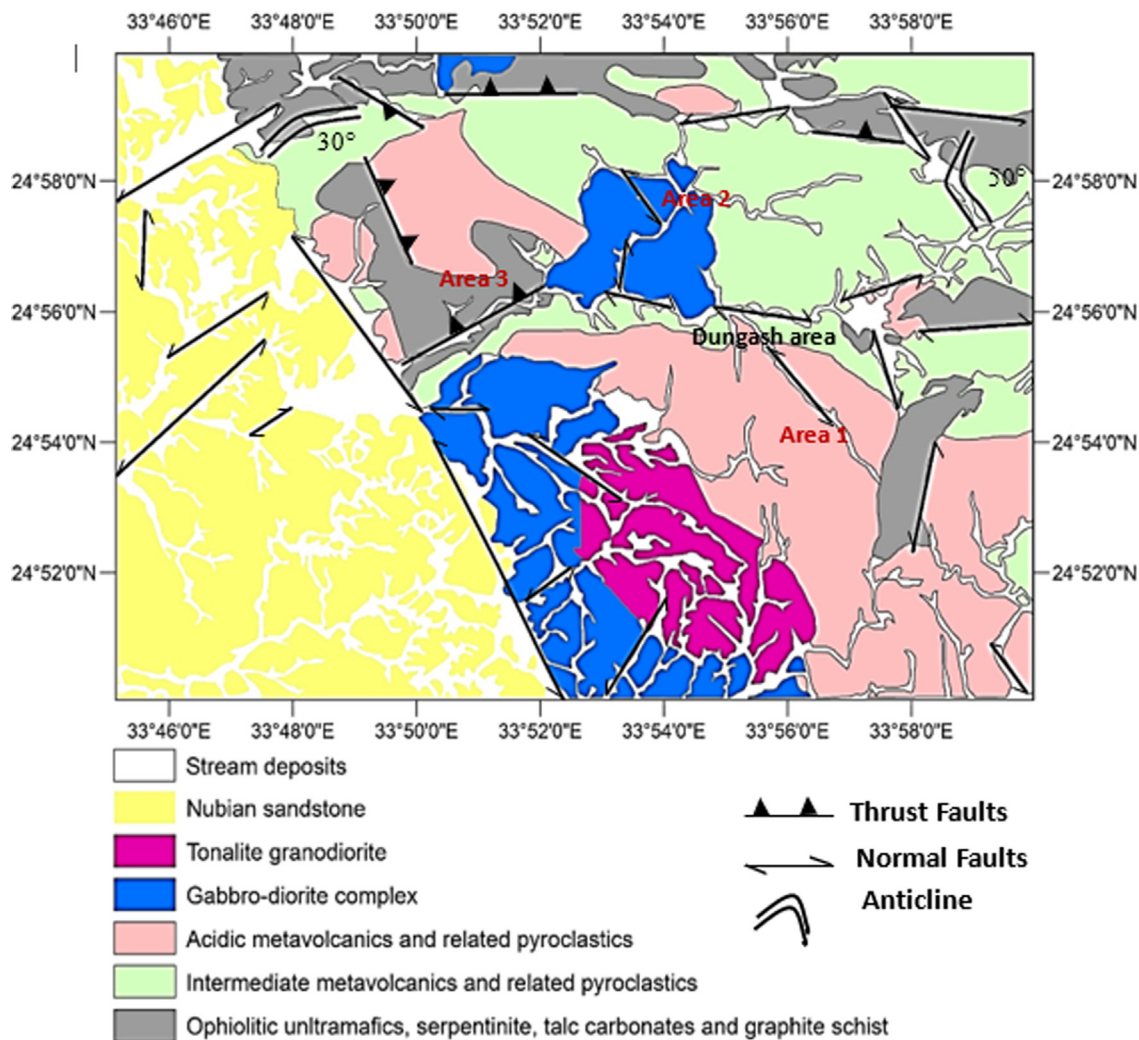 33°46'0"E 33°48'0"E 33°50'0"E 33°52'0"E 33°54'0"E 33°56'0"E 33°58'0"E
30°
50°
24°58'0"N
24°58'0"N
Area 2
Area 3
24°56'0"N
24°56'0"N
Dungash area
24°54'0"N
Area 1
24°54'0"N
24°52'0"N
24°52'0"N
33°46'0"E 33°48'0"E 33°50'0"E 33°52'0"E 33°54'0"E 33°56'0"E 33°58'0"E
Stream deposits
Nubian sandstone
Tonalite granodiorite
Gabbro-diorite complex
Acidic metavolcanics and related pyroclastics
Intermediate metavolcanics and related pyroclastics
Ophiolitic unltramafics, serpentinite, talc carbonates and graphite schist
Thrust Faults
Normal Faults
Anticline